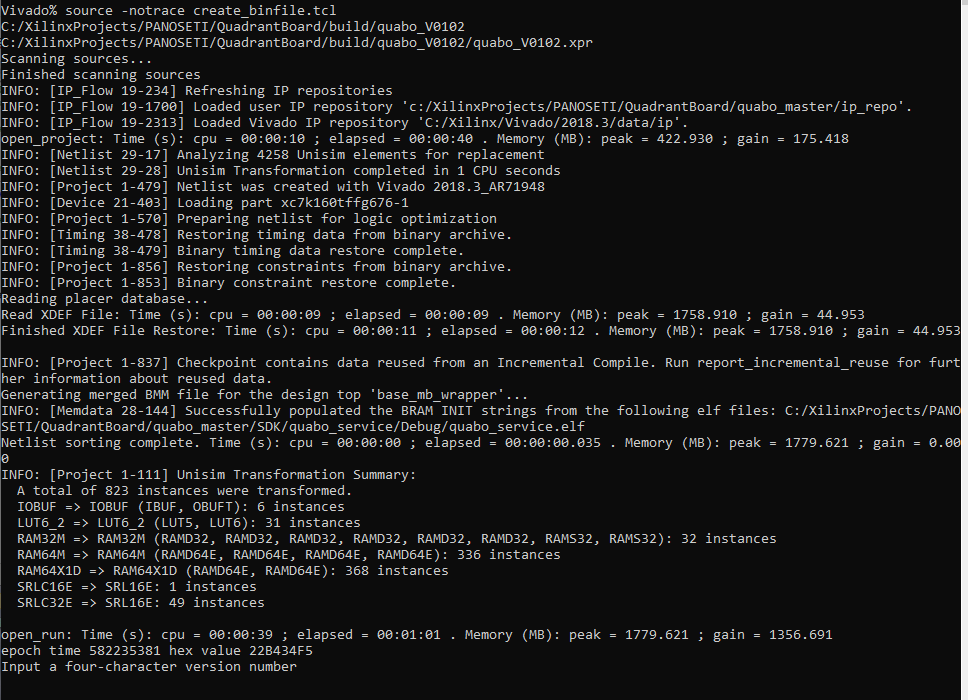 Vivado% source -notrace create_binfile.tcl
C:/XilinxProjects/PANOSETI/QuadrantBoard/build/quabo_V0102
C:/XilinxProjects/PANOSETI/QuadrantBoard/build/quabo_V0102/quabo_V0102.xpr
Scanning sources...
Finished scanning sources
INFO: [IP_Flow 19-234] Refreshing IP repositories
INFO: [IP_Flow 19-1700] Loaded user IP repository 'c:/XilinxProjects/PANOSETI/QuadrantBoard/quabo_master/ip_repo'.
INFO: [IP_Flow 19-2313] Loaded Vivado IP repository 'C:/Xilinx/Vivado/2018.3/data/ip'.
open_project: Time (s): cpu = 00:00:10 ; elapsed = 00:00:40 . Memory (MB): peak = 422.930 ; gain = 175.418
INFO: [Netlist 29-17] Analyzing 4258 Unisim elements for replacement
INFO: [Netlist 29-28] Unisim Transformation completed in 1 CPU seconds
INFO: [Project 1-479] Netlist was created with Vivado 2018.3_AR71948
INFO: [Device 21-403] Loading part xc7k160tffg676-1
INFO: [Project 1-570] Preparing netlist for logic optimization
INFO: [Timing 38-478] Restoring timing data from binary archive.
INFO: [Timing 38-479] Binary timing data restore complete.
INFO: [Project 1-856] Restoring constraints from binary archive.
INFO: [Project 1-853] Binary constraint restore complete.
Reading placer database...
Read XDEF File: Time (s): cpu = 00:00:09 ; elapsed = 00:00:09 . Memory (MB): peak = 1758.910 ; gain = 44.953
Finished XDEF File Restore: Time (s): cpu = 00:00:11 ; elapsed = 00:00:12 . Memory (MB): peak = 1758.910 ; gain = 44.953
INFO: [Project 1-837] Checkpoint contains data reused from an Incremental Compile. Run report_incremental_reuse for furt
her information about reused data.
Generating merged BMM file for the design top 'base_mb_wrapper'...
INFO: [Memdata 28-144] Successfully populated the BRAM INIT strings from the following elf files: C:/XilinxProjects/PANO
SETI/QuadrantBoard/quabo_master/SDK/quabo_service/Debug/quabo_service.elf
Netlist sorting complete. Time (s): cpu = 00:00:00 ; elapsed = 00:00:00.035 . Memory (MB): peak = 1779.621 ; gain = 0.00
0
INFO: [Project 1-111] Unisim Transformation Summary:
  A total of 823 instances were transformed.
  IOBUF => IOBUF (IBUF, OBUFT): 6 instances
  LUT6_2 => LUT6_2 (LUT5, LUT6): 31 instances
  RAM32M => RAM32M (RAMD32, RAMD32, RAMD32, RAMD32, RAMD32, RAMD32, RAMS32, RAMS32): 32 instances
  RAM64M => RAM64M (RAMD64E, RAMD64E, RAMD64E, RAMD64E): 336 instances
  RAM64X1D => RAM64X1D (RAMD64E, RAMD64E): 368 instances
  SRLC16E => SRL16E: 1 instances
  SRLC32E => SRL16E: 49 instances
open_run: Time (s): cpu = 00:00:39 ; elapsed = 00:01:01 . Memory (MB): peak = 1779.621 ; gain = 1356.691
epoch time 582235381 hex value 22B434F5
Input a four-character version number